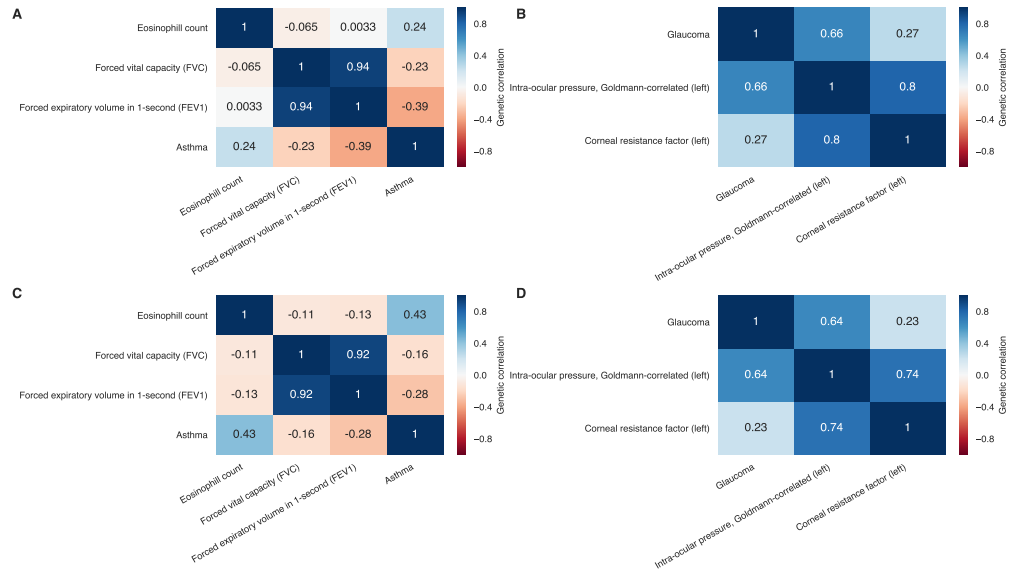 A
Eosinophill count
Forced vital capacity (FVC)
Forced expiratory volume in 1-second (FEV1)
Asthma
1 -0.065 0.0033 0.24
-0.065 1 0.94 -0.23
0.0033 0.94 1 -0.39
0.24 -0.23 -0.39 1
Eosinophill count
Forced vital capacity (FVC)
Forced expiratory volume in 1-second (FEV1)
Asthma
0.8
0.4
0.0
−0.4
−0.8
Genetic correlation
B
Glaucoma
Intra-ocular pressure, Goldmann-correlated (left)
Corneal resistance factor (left)
1 0.66 0.27
0.66 1 0.8
0.27 0.8 1
Glaucoma
Intra-ocular pressure, Goldmann-correlated (left)
Corneal resistance factor (left)
0.8
0.4
0.0
−0.4
−0.8
Genetic correlation
C
Eosinophill count
Forced vital capacity (FVC)
Forced expiratory volume in 1-second (FEV1)
Asthma
1 -0.11 -0.13 0.43
-0.11 1 0.92 -0.16
-0.13 0.92 1 -0.28
0.43 -0.16 -0.28 1
Eosinophill count
Forced vital capacity (FVC)
Forced expiratory volume in 1-second (FEV1)
Asthma
0.8
0.4
0.0
−0.4
−0.8
Genetic correlation
D
Glaucoma
Intra-ocular pressure, Goldmann-correlated (left)
Corneal resistance factor (left)
1 0.64 0.23
0.64 1 0.74
0.23 0.74 1
Glaucoma
Intra-ocular pressure, Goldmann-correlated (left)
Corneal resistance factor (left)
0.8
0.4
0.0
−0.4
−0.8
Genetic correlation